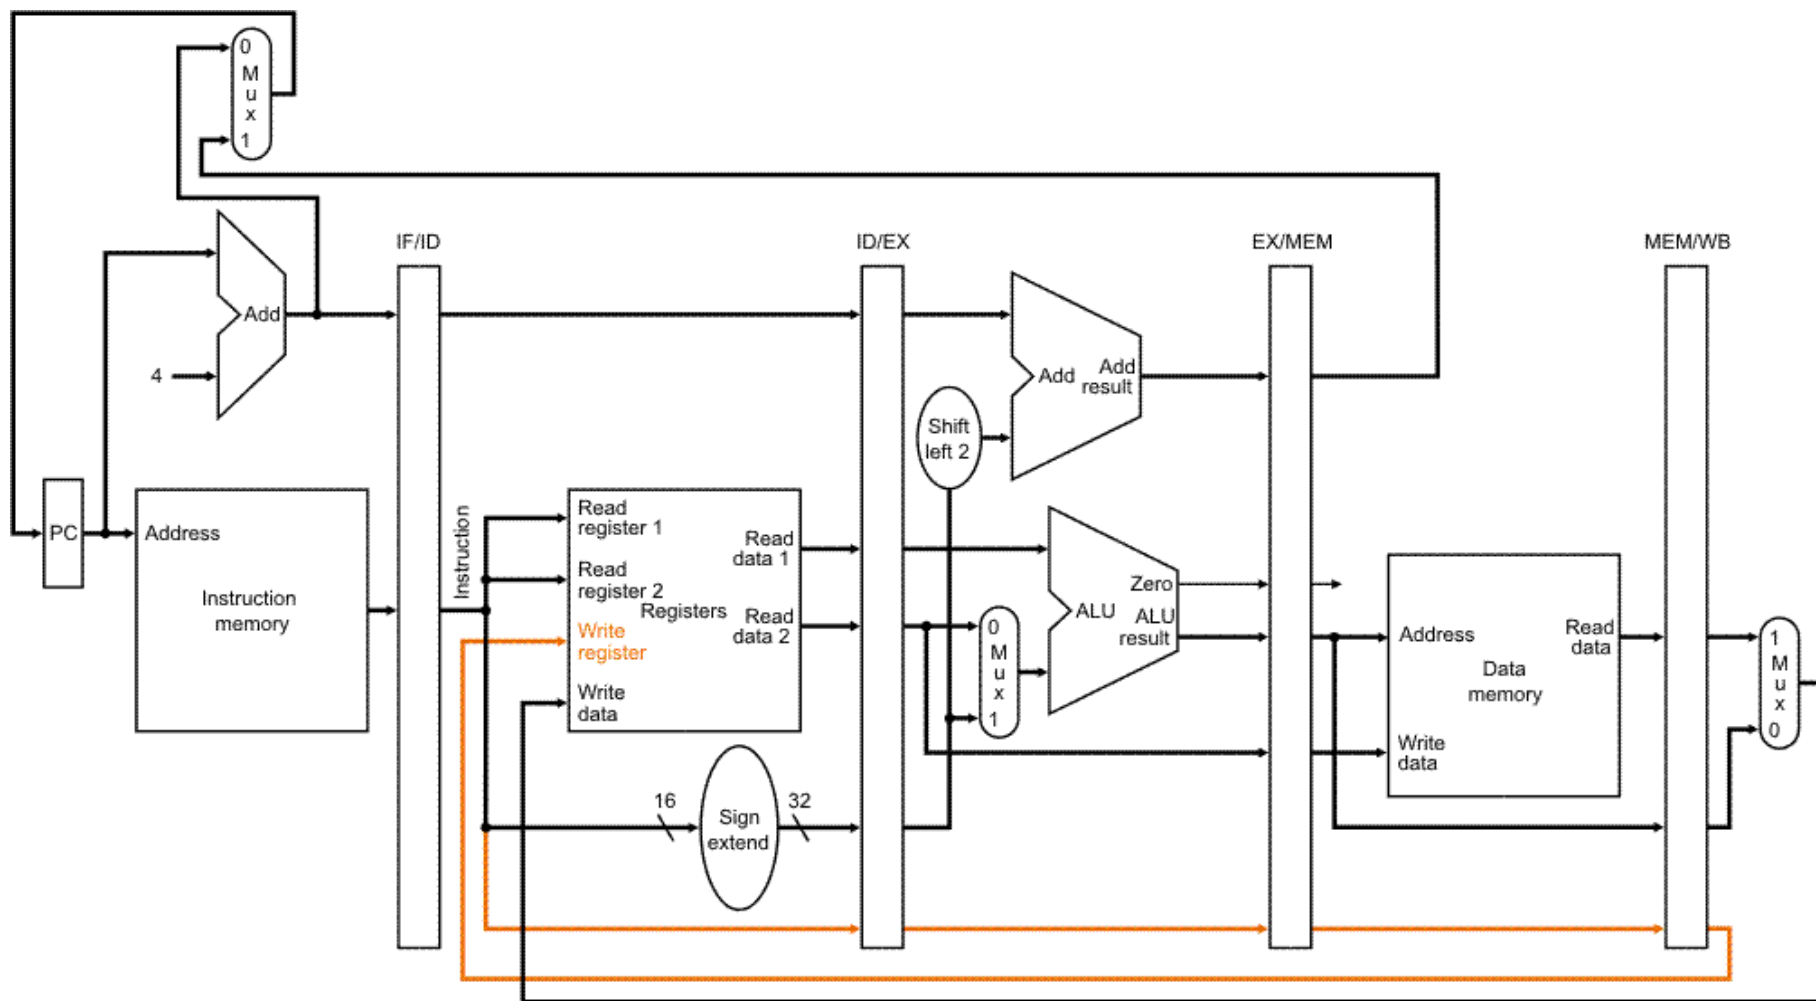 0
M
u
x
1
IF/ID
ID/EX
EX/MEM
MEM/WB
Add
4
Add
Add
result
Shift
left 2
PC
Address
Instruction
memory
Instruction
Read
register 1
Read
register 2
Registers
Write
register
Write
data
Read
data 1
Read
data 2
0
M
u
x
1
Zero
ALU
ALU
result
Address
Read
data
Data
memory
Write
data
1
M
u
x
0
16
Sign
extend
32